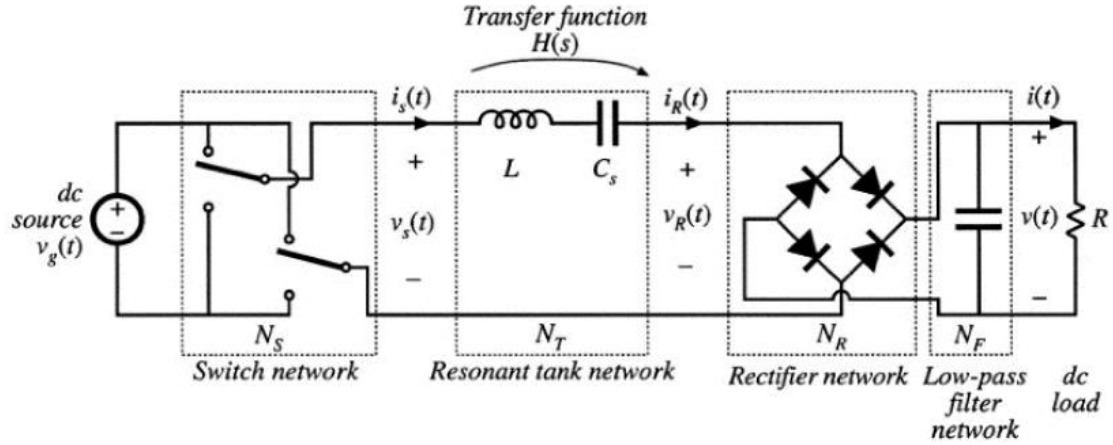 Transfer function
H(s)
i_s(t)
i_R(t)
i(t)
+
+
+
L
C_s
dc
source
v_g(t)
+
–
v_s(t)
v_R(t)
v(t)
R
–
–
–
N_S
N_T
N_R
N_F
Switch network
Resonant tank network
Rectifier network
Low-pass
filter
network
dc
load